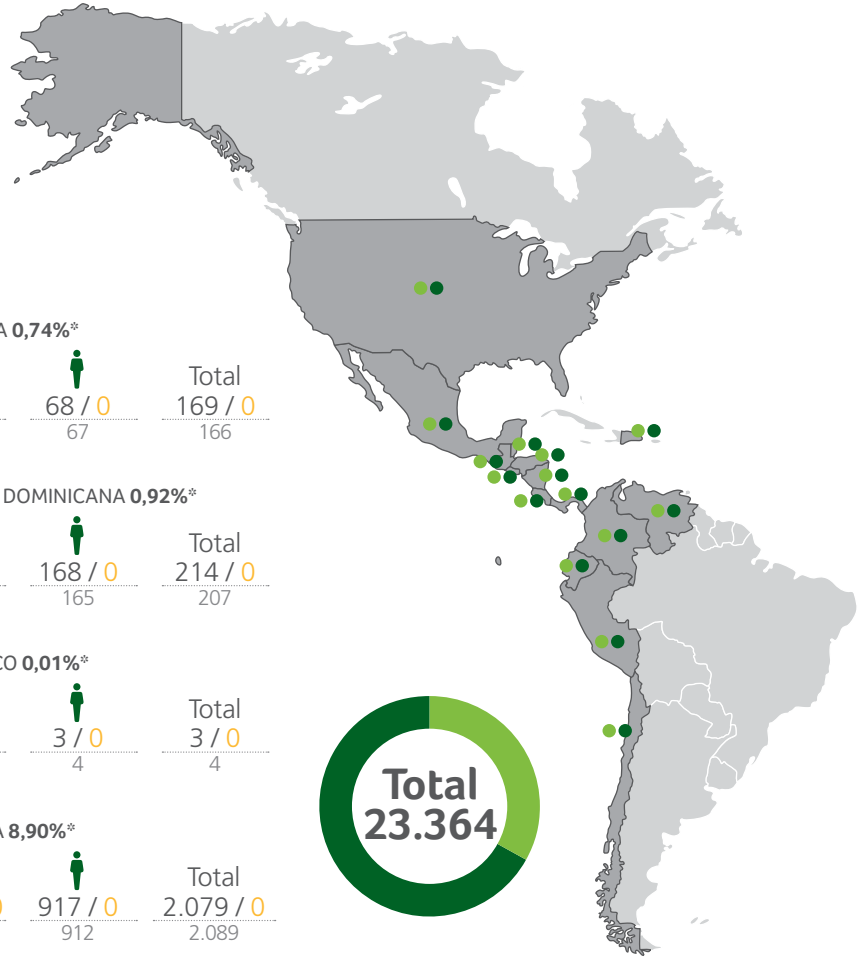 A 0,74%*
Total
68 / 0 169 / 0
67 166
DOMINICANA 0,92%*
Total
168 / 0 214 / 0
165 207
CO 0,01%*
Total
3 / 0 3 / 0
4 4
A 8,90%*
Total
0 917 / 0 2.079 / 0
912 2.089
Total
23.364